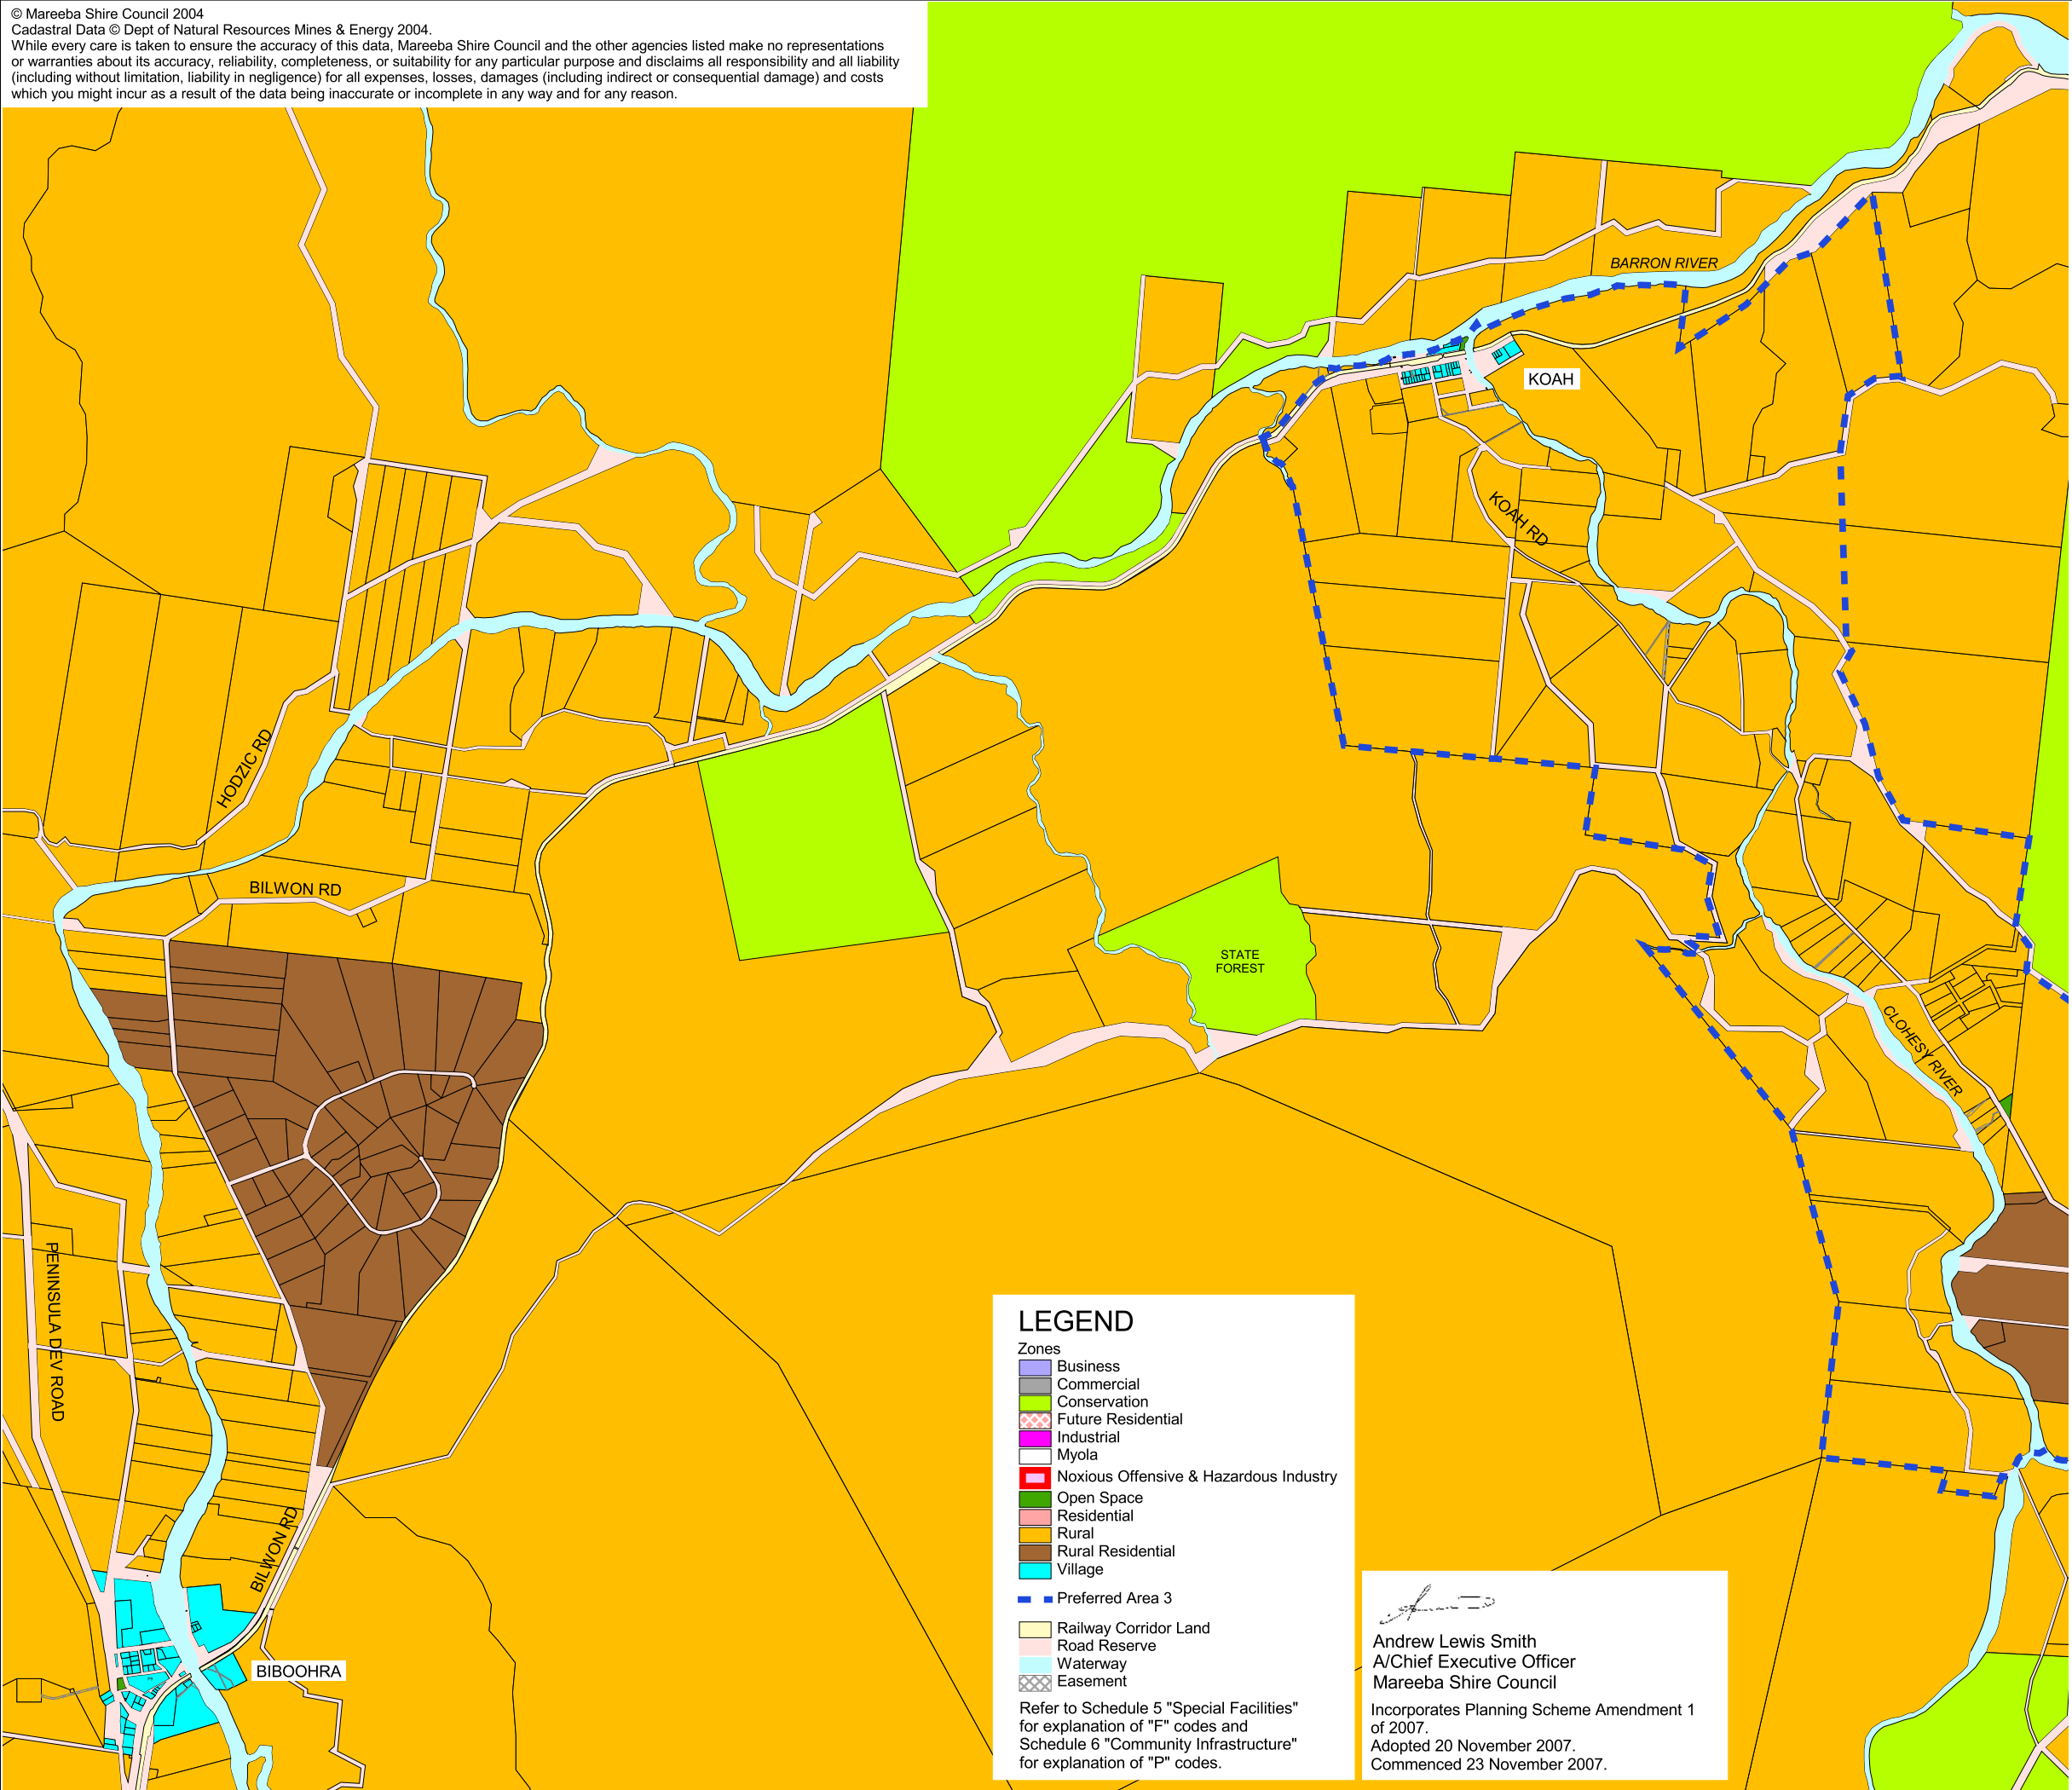 © Mareeba Shire Council 2004
Cadastral Data © Dept of Natural Resources Mines & Energy 2004.
While every care is taken to ensure the accuracy of this data, Mareeba Shire Council and the other agencies listed make no representations
or warranties about its accuracy, reliability, completeness, or suitability for any particular purpose and disclaims all responsibility and all liability
(including without limitation, liability in negligence) for all expenses, losses, damages (including indirect or consequential damage) and costs
which you might incur as a result of the data being inaccurate or incomplete in any way and for any reason.
BARRON RIVER
KOAH
KOAH RD
HODZIC RD
BILWON RD
STATE
FOREST
CLOHESY RIVER
PENINSULA DEV ROAD
BILWON RD
BIBOOHRA
LEGEND
Zones
Business
Commercial
Conservation
Future Residential
Industrial
Myola
Noxious Offensive & Hazardous Industry
Open Space
Residential
Rural
Rural Residential
Village
Preferred Area 3
Railway Corridor Land
Road Reserve
Waterway
Easement
Refer to Schedule 5 "Special Facilities"
for explanation of "F" codes and
Schedule 6 "Community Infrastructure"
for explanation of "P" codes.
Andrew Lewis Smith
A/Chief Executive Officer
Mareeba Shire Council
Incorporates Planning Scheme Amendment 1
of 2007.
Adopted 20 November 2007.
Commenced 23 November 2007.